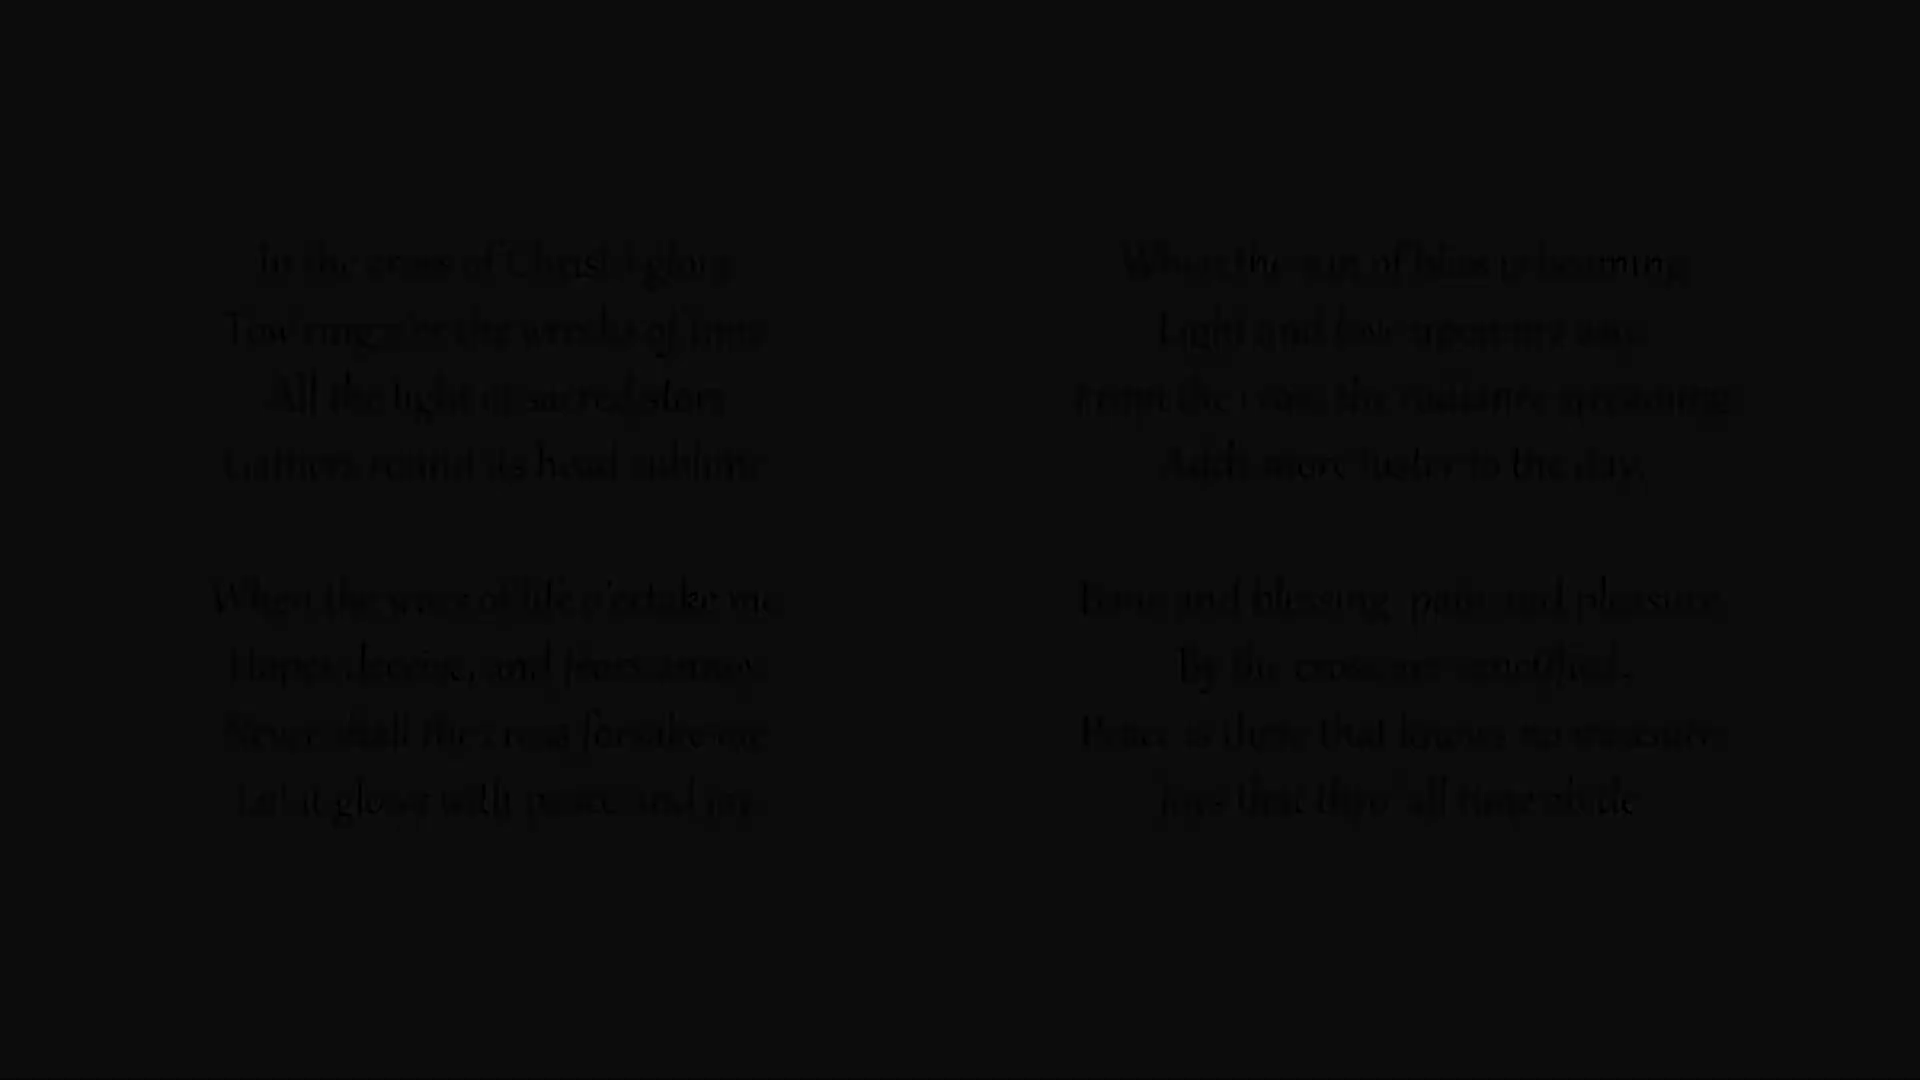 In the cross of Christ I glory
Tow'ring o'er the wrecks of time
All the light of sacred story
Gathers round its head sublime
When the woes of life o'ertake me
Hopes deceive, and fears annoy
Never shall the cross forsake me
Lo! it glows with peace and joy
When the sun of bliss is beaming
Light and love upon my way
From the cross the radiance streaming
Adds more luster to the day.
Bane and blessing, pain and pleasure
By the cross are sanctified.
Peace is there that knows no measure
Joys that thro' all time abide